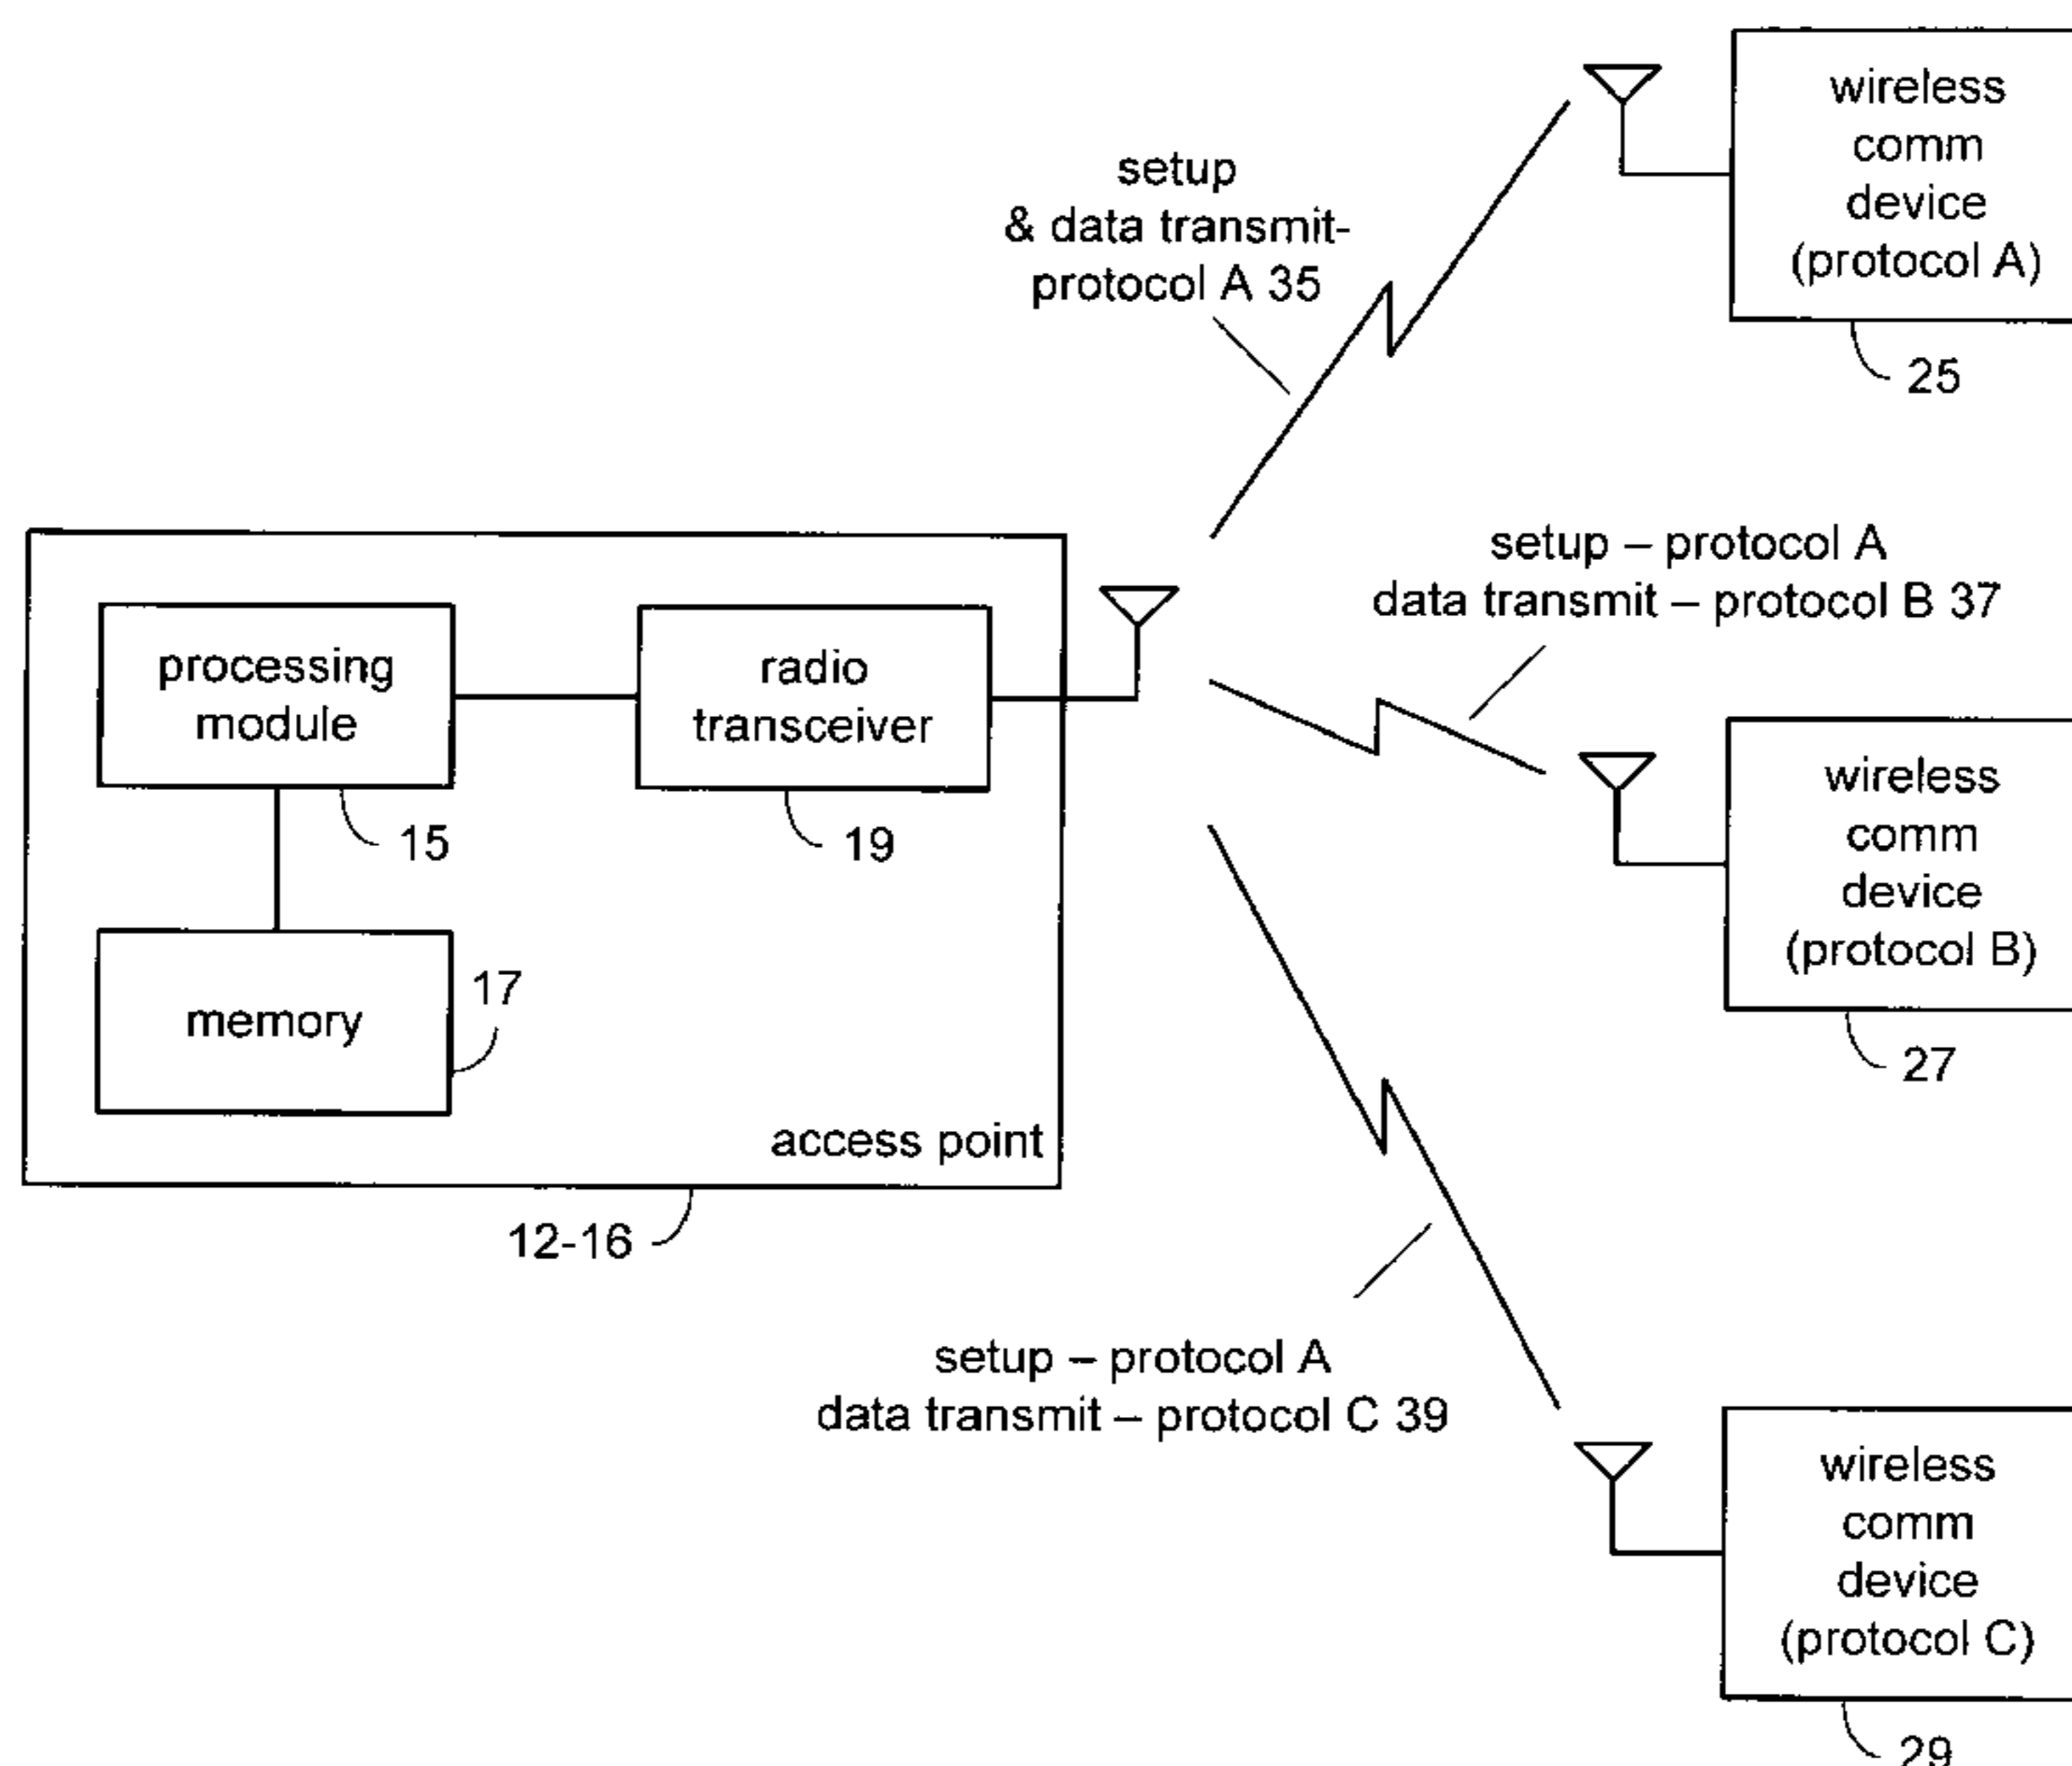 wireless
comm
device
(protocol A)
25
setup
& data transmit-
protocol A 35
setup – protocol A
data transmit – protocol B 37
processing
module
15
radio
transceiver
19
memory
17
access point
12-16
wireless
comm
device
(protocol B)
27
setup – protocol A
data transmit – protocol C 39
wireless
comm
device
(protocol C)
29